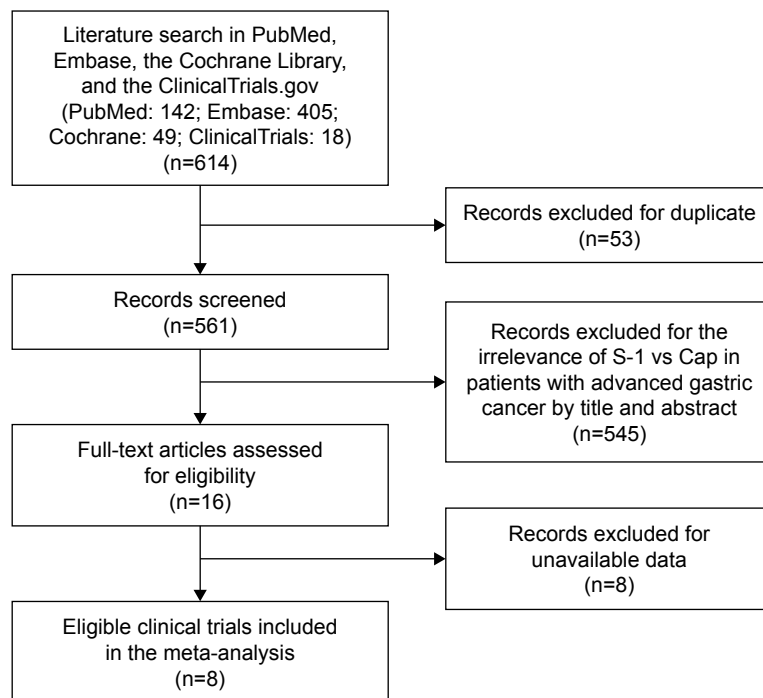 Literature search in PubMed,
Embase, the Cochrane Library,
and the ClinicalTrials.gov
(PubMed: 142; Embase: 405;
Cochrane: 49; ClinicalTrials: 18)
(n=614)
Records excluded for duplicate
(n=53)
Records screened
(n=561)
Records excluded for the
irrelevance of S-1 vs Cap in
patients with advanced gastric
cancer by title and abstract
(n=545)
Full-text articles assessed
for eligibility
(n=16)
Records excluded for
unavailable data
(n=8)
Eligible clinical trials included
in the meta-analysis
(n=8)